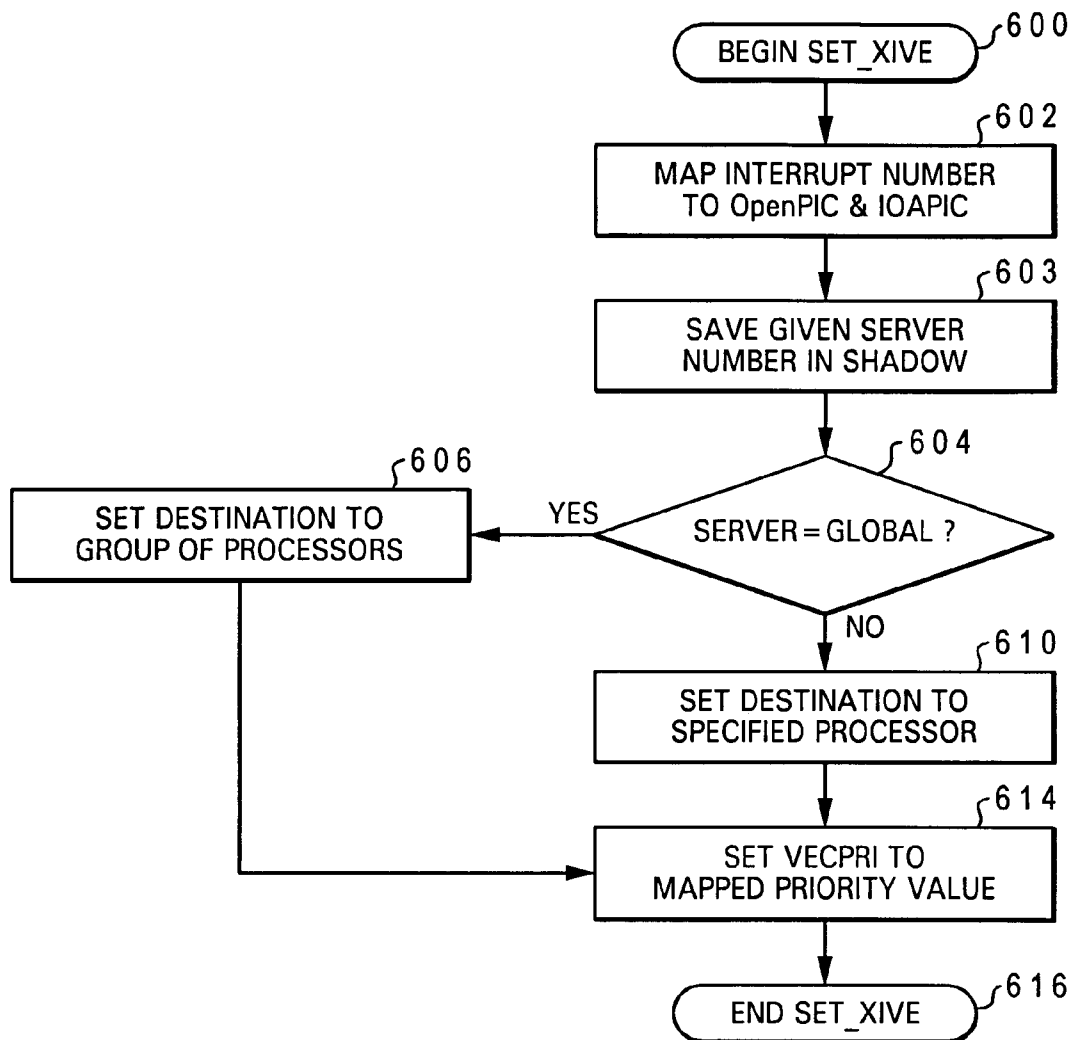 600
BEGIN SET_XIVE
602
MAP INTERRUPT NUMBER
TO OpenPIC & IOAPIC
603
SAVE GIVEN SERVER
NUMBER IN SHADOW
604
SERVER = GLOBAL ?
YES
606
SET DESTINATION TO
GROUP OF PROCESSORS
NO
610
SET DESTINATION TO
SPECIFIED PROCESSOR
614
SET VECPRI TO
MAPPED PRIORITY VALUE
616
END SET_XIVE